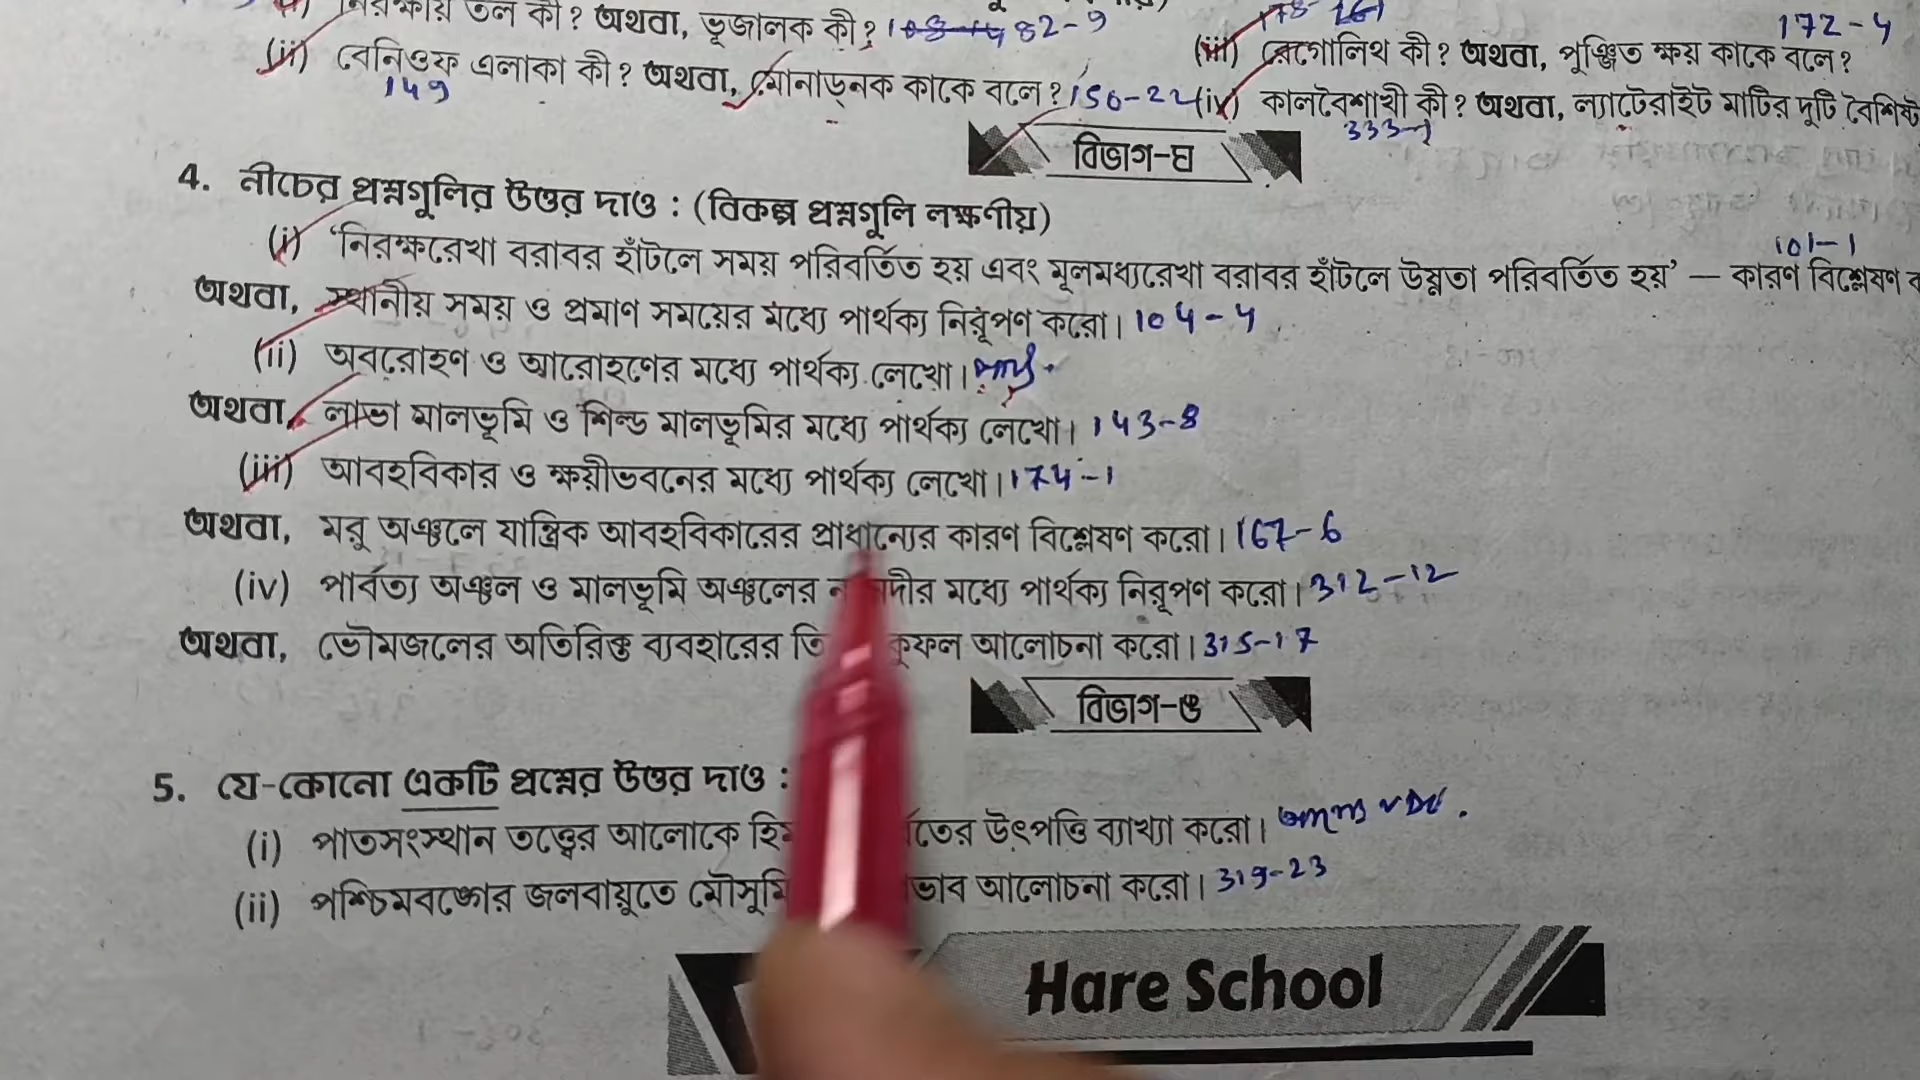 নিরক্ষীয় তল কী? অথবা, ভূজালক কী? 82-9
(ii) বেনিওফ এলাকা কী? অথবা, মোনাড্‌নক কাকে বলে? 150-22
149
(iii) রেগোলিথ কী? অথবা, পুঞ্জিত ক্ষয় কাকে বলে? 172-4
(iv) কালবৈশাখী কী? অথবা, ল্যাটেরাইট মাটির দুটি বৈশিষ্ট
333-1
বিভাগ-ঘ
4. নীচের প্রশ্নগুলির উত্তর দাও : (বিকল্প প্রশ্নগুলি লক্ষণীয়)
(i) ‘নিরক্ষরেখা বরাবর হাঁটলে সময় পরিবর্তিত হয় এবং মূলমধ্যরেখা বরাবর হাঁটলে উষ্ণতা পরিবর্তিত হয়’ — কারণ বিশ্লেষণ ক 101-1
অথবা, স্থানীয় সময় ও প্রমাণ সময়ের মধ্যে পার্থক্য নিরূপণ করো। 104-4
(ii) অবরোহণ ও আরোহণের মধ্যে পার্থক্য লেখো।
অথবা, লাভা মালভূমি ও শিল্ড মালভূমির মধ্যে পার্থক্য লেখো। 143-8
(iii) আবহবিকার ও ক্ষয়ীভবনের মধ্যে পার্থক্য লেখো। 174-1
অথবা, মরু অঞ্চলে যান্ত্রিক আবহবিকারের প্রাধান্যের কারণ বিশ্লেষণ করো। 167-6
(iv) পার্বত্য অঞ্চল ও মালভূমি অঞ্চলের মধ্যে পার্থক্য নিরূপণ করো। 312-12
অথবা, ভৌমজলের অতিরিক্ত ব্যবহারের কুফল আলোচনা করো। 315-17
বিভাগ-ঙ
5. যে-কোনো একটি প্রশ্নের উত্তর দাও :
(i) পাতসংস্থান তত্ত্বের আলোকে উৎপত্তি ব্যাখ্যা করো।
(ii) পশ্চিমবঙ্গের জলবায়ুতে মৌসুমি আলোচনা করো। 319-23
Hare School